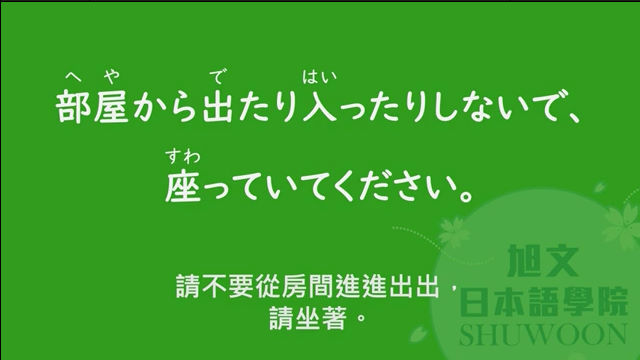 へ や で はい
部屋から出たり入ったりしないで、
すわ
座っていてください。
請不要從房間進進出出，
請坐著。
旭文
日本語學院
SHUWOON